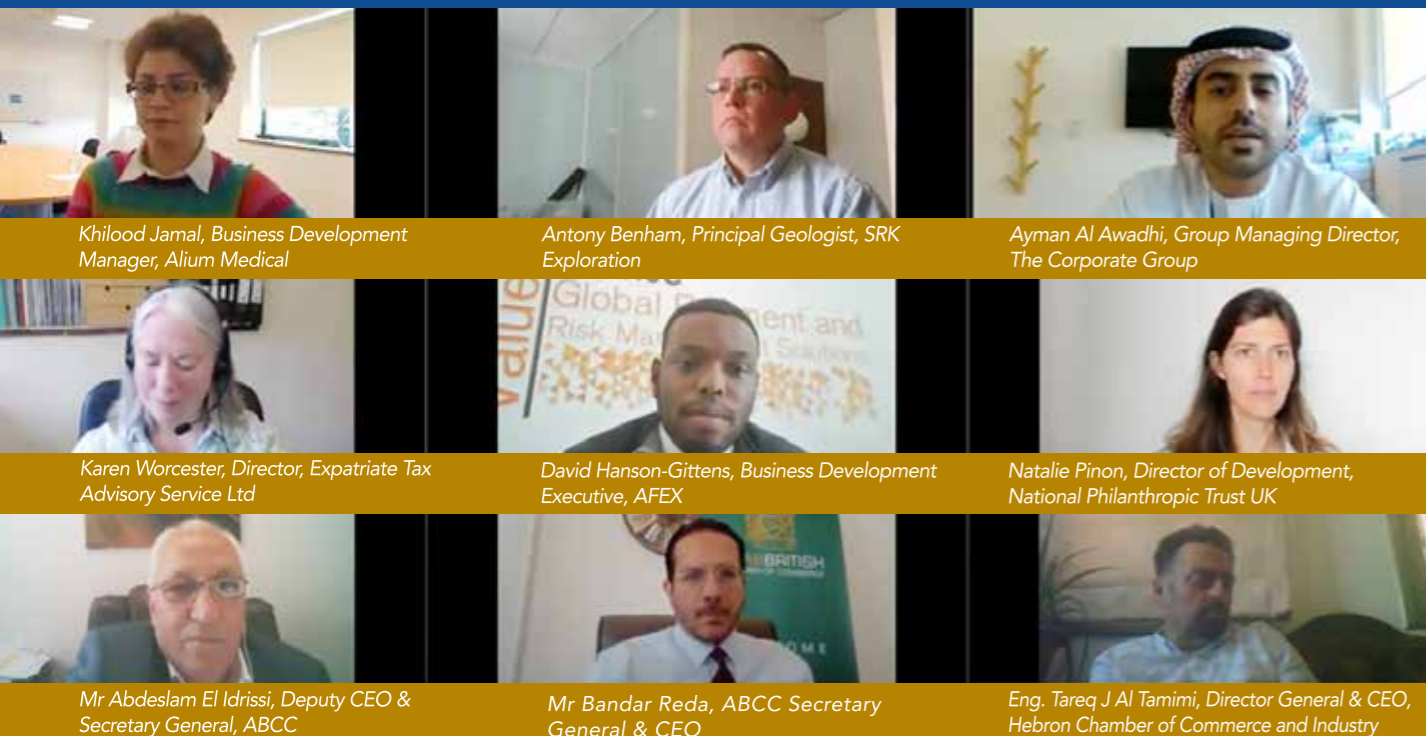 Khilood Jamal, Business Development
Manager, Alium Medical
Antony Benham, Principal Geologist, SRK
Exploration
Ayman Al Awadhi, Group Managing Director,
The Corporate Group
Value
Global and
Risk Solutions
Karen Worcester, Director, Expatriate Tax
Advisory Service Ltd
David Hanson-Gittens, Business Development
Executive, AFEX
Natalie Pinon, Director of Development,
National Philanthropic Trust UK
BRITISH
OME
Mr Abdeslam El Idrissi, Deputy CEO &
Secretary General, ABCC
Mr Bandar Reda, ABCC Secretary
General & CEO
Eng. Tareq J Al Tamimi, Director General & CEO,
Hebron Chamber of Commerce and Industry